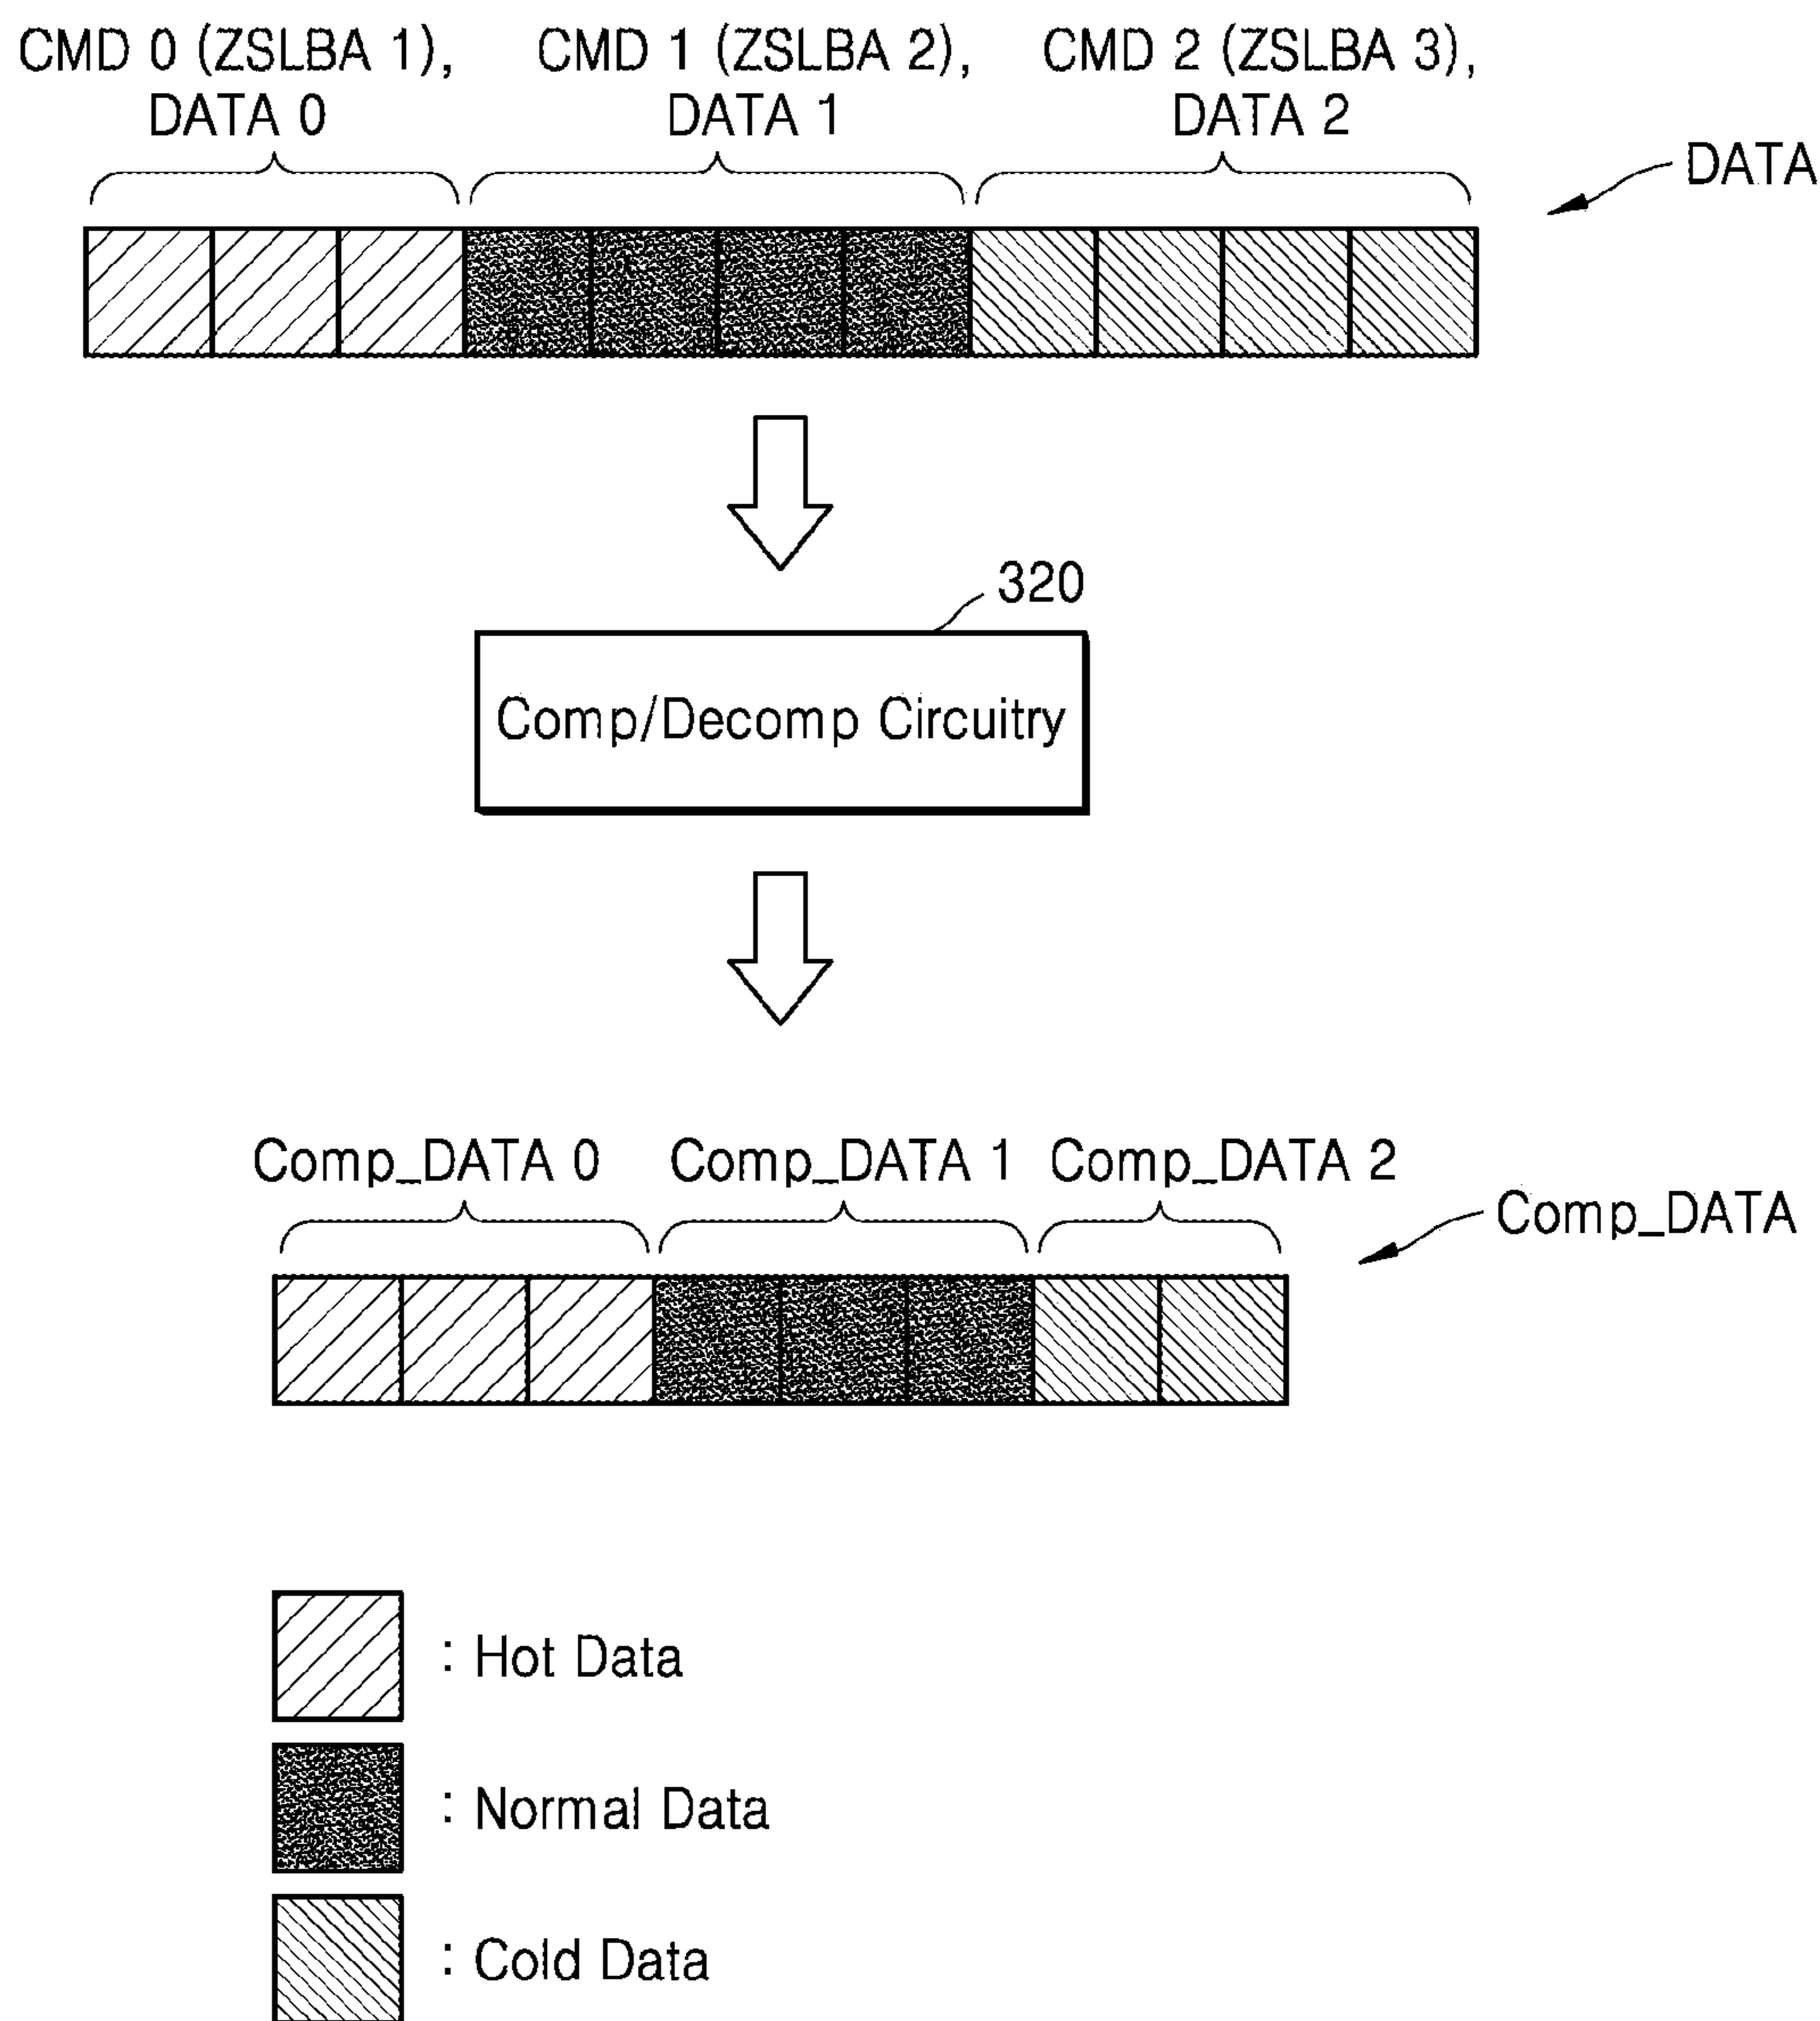 CMD 0 (ZSLBA 1), CMD 1 (ZSLBA 2), CMD 2 (ZSLBA 3),
DATA 0 DATA 1 DATA 2
DATA
320
Comp/Decomp Circuitry
Comp_DATA 0 Comp_DATA 1 Comp_DATA 2
Comp_DATA
: Hot Data
: Normal Data
: Cold Data